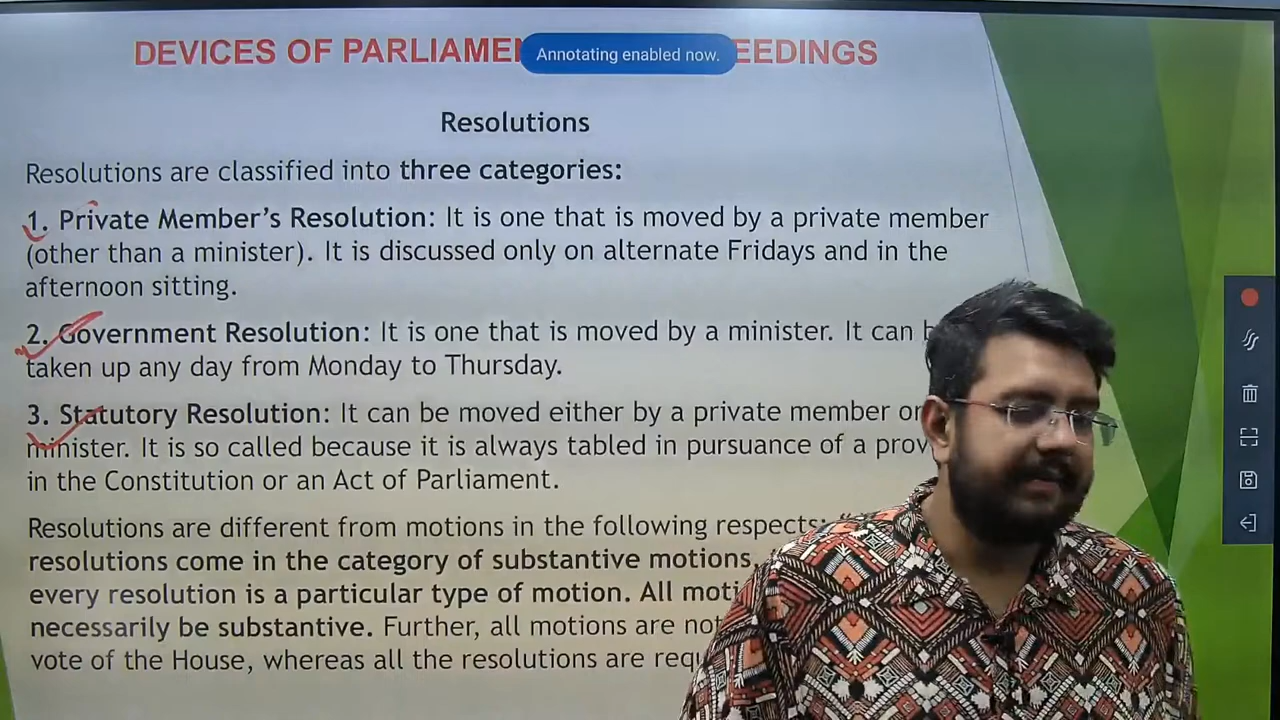 DEVICES OF PARLIAMEN EEDINGS
Annotating enabled now.
Resolutions
Resolutions are classified into three categories:
1. Private Member’s Resolution: It is one that is moved by a private member
(other than a minister). It is discussed only on alternate Fridays and in the
afternoon sitting.
2. Government Resolution: It is one that is moved by a minister. It can
taken up any day from Monday to Thursday.
3. Statutory Resolution: It can be moved either by a private member or
minister. It is so called because it is always tabled in pursuance of a prov
in the Constitution or an Act of Parliament.
Resolutions are different from motions in the following respects:
resolutions come in the category of substantive motions,
every resolution is a particular type of motion. All moti
necessarily be substantive. Further, all motions are not
vote of the House, whereas all the resolutions are requ